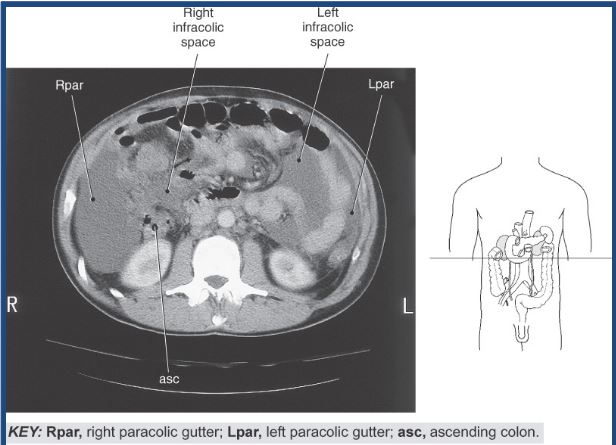 Right
infracolic
space
Left
infracolic
space
Rpar
Lpar
R
L
asc
KEY: Rpar, right paracolic gutter; Lpar, left paracolic gutter; asc, ascending colon.